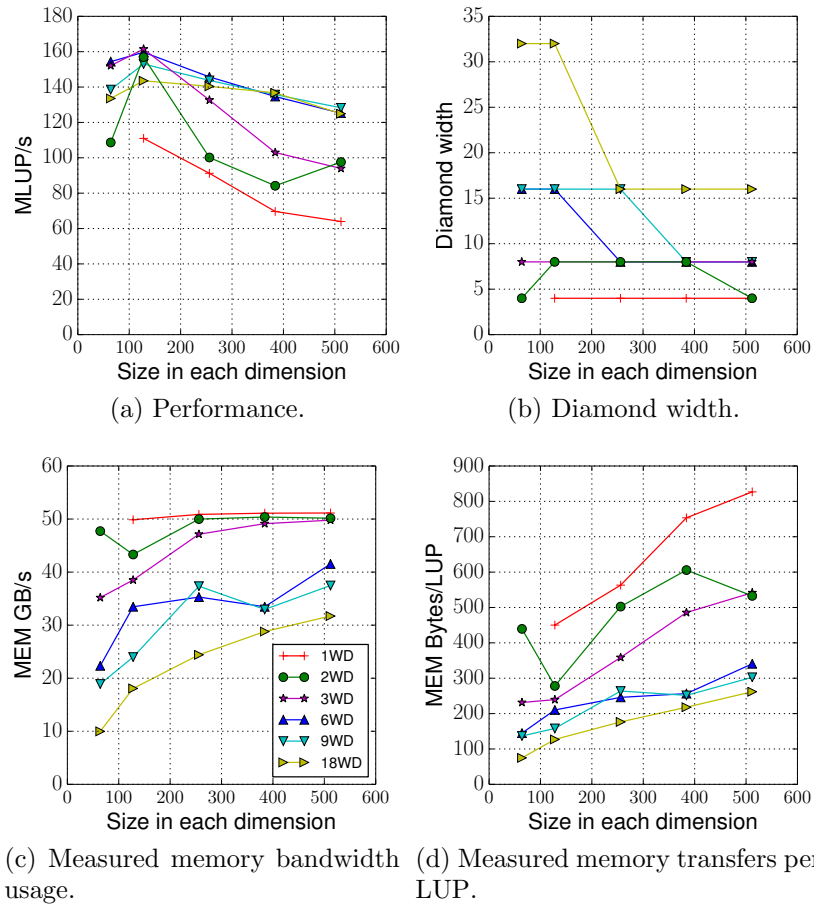 180
160
140
120
100
80
60
40
20
0
MLUP/s
0 100 200 300 400 500 600
Size in each dimension
(a) Performance.
35
30
25
20
15
10
5
0
Diamond width
0 100 200 300 400 500 600
Size in each dimension
(b) Diamond width.
60
50
40
30
20
10
0
MEM GB/s
1WD
2WD
3WD
6WD
9WD
18WD
0 100 200 300 400 500 600
Size in each dimension
(c) Measured memory bandwidth
usage.
900
800
700
600
500
400
300
200
100
0
MEM Bytes/LUP
0 100 200 300 400 500 600
Size in each dimension
(d) Measured memory transfers per
LUP.